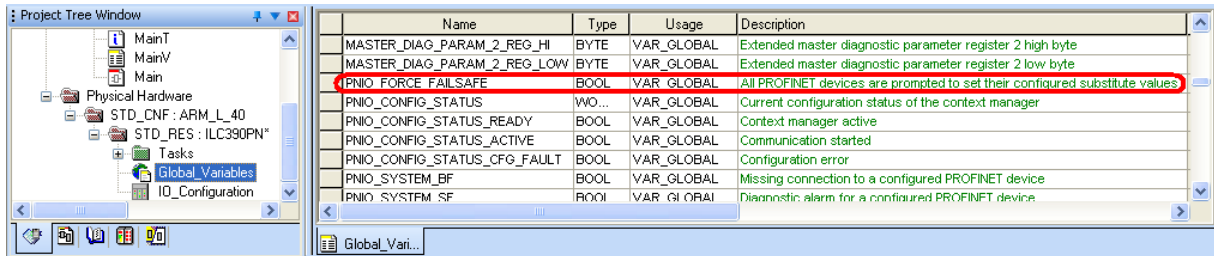 Project Tree Window
MainT
MainV
Main
Physical Hardware
STD_CNF : ARM_L_40
STD_RES : ILC390PN*
Tasks
Global_Variables
IO_Configuration
Name Type Usage Description
MASTER_DIAG_PARAM_2_REG_HI BYTE VAR_GLOBAL Extended master diagnostic parameter register 2 high byte
MASTER_DIAG_PARAM_2_REG_LOW BYTE VAR_GLOBAL Extended master diagnostic parameter register 2 low byte
PNIO_FORCE_FAILSAFE BOOL VAR_GLOBAL All PROFINET devices are prompted to set their configured substitute values
PNIO_CONFIG_STATUS WO... VAR_GLOBAL Current configuration status of the context manager
PNIO_CONFIG_STATUS_READY BOOL VAR_GLOBAL Context manager active
PNIO_CONFIG_STATUS_ACTIVE BOOL VAR_GLOBAL Communication started
PNIO_CONFIG_STATUS_CFG_FAULT BOOL VAR_GLOBAL Configuration error
PNIO_SYSTEM_BF BOOL VAR_GLOBAL Missing connection to a configured PROFINET device
PNIO_SYSTEM_SF BOOL VAR_GLOBAL Diagnostic alarm for a configured PROFINET device
Global_Vari...